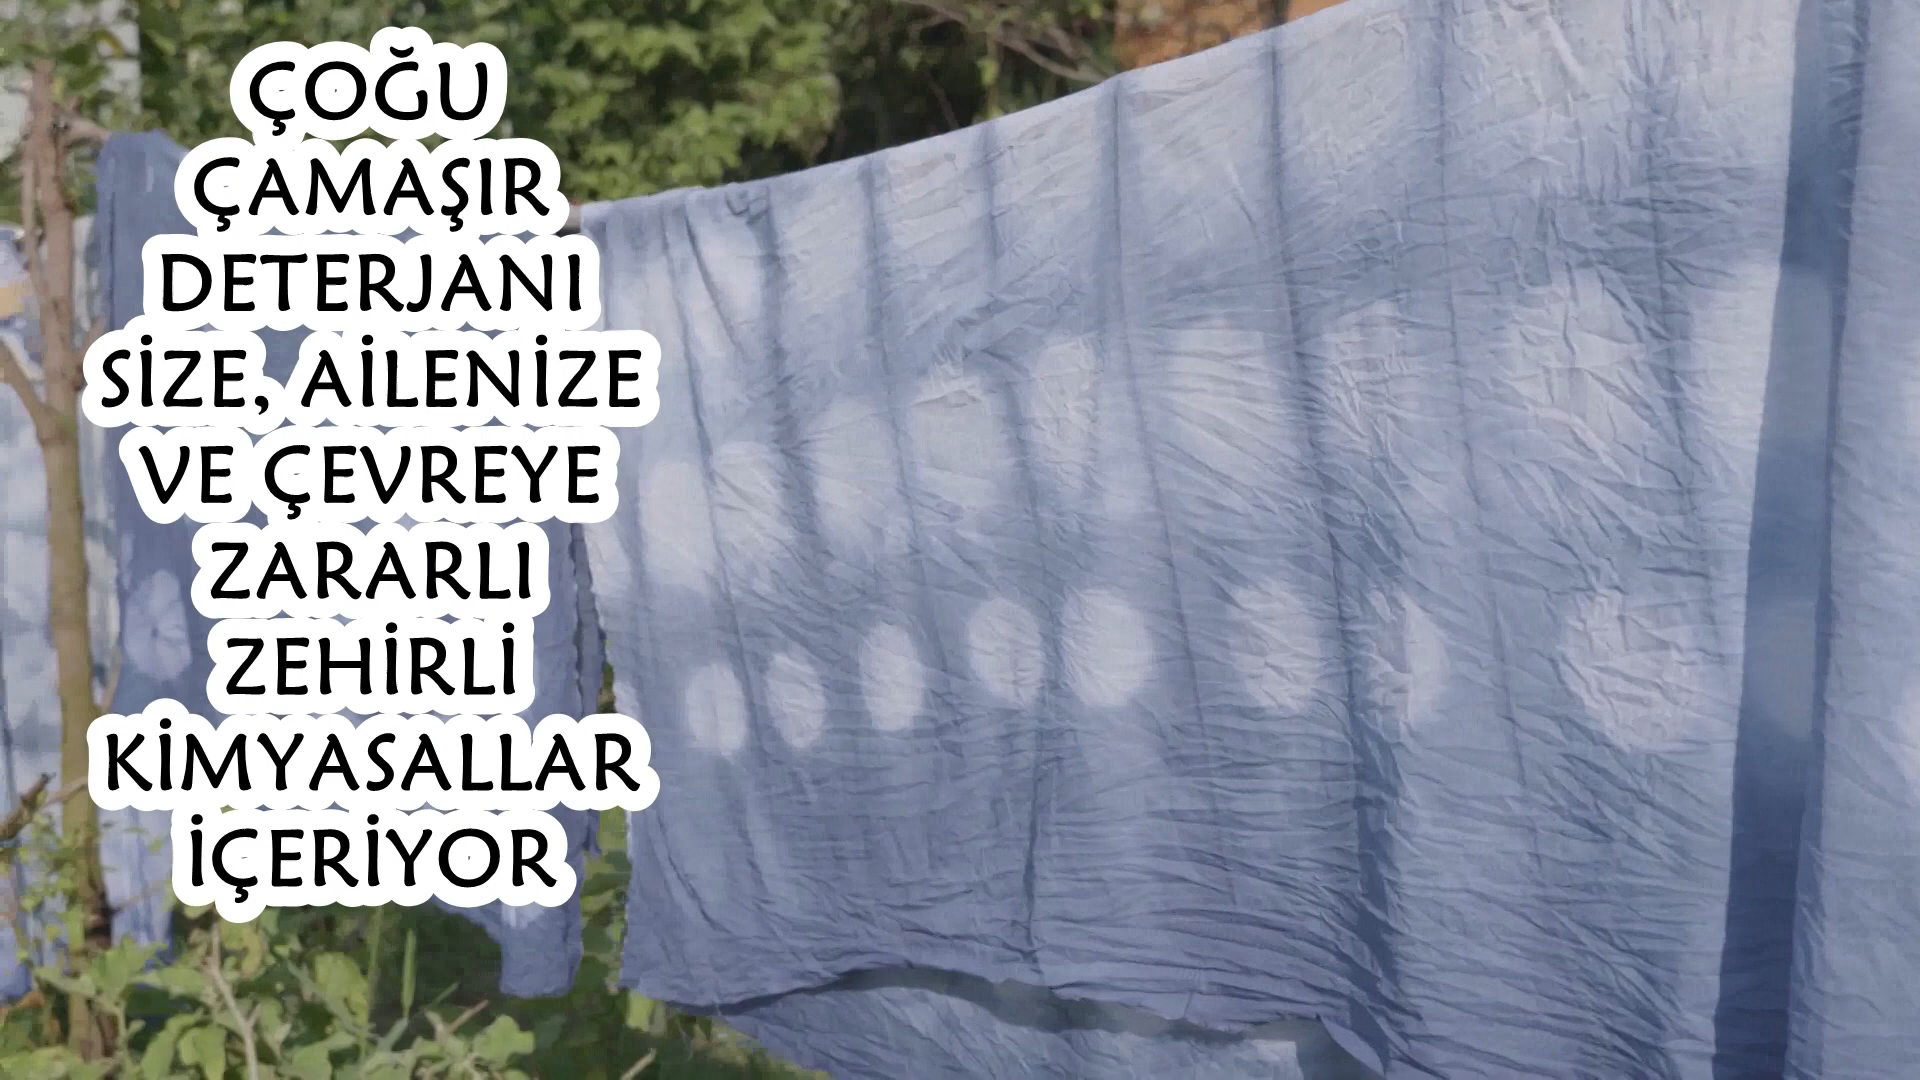 ÇOĞU
ÇAMAŞIR
DETERJANI
SİZE, AİLENİZE
VE ÇEVREYE
ZARARLI
ZEHİRLİ
KİMYASALLAR
İÇERİYOR